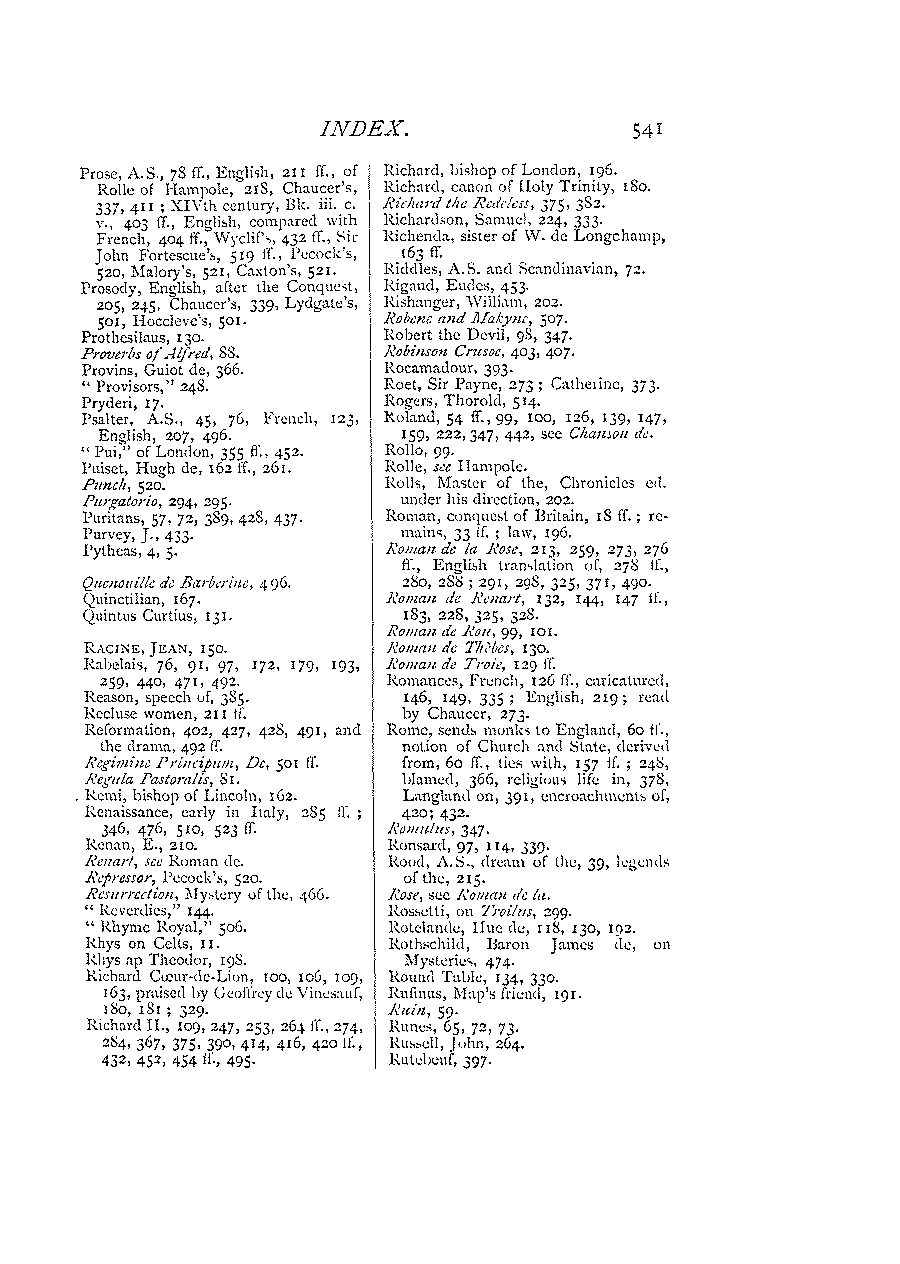 INDEX. 541
Prose, A.S., 78 ff., English, 211 ff., of
Rolle of Hampole, 218, Chaucer's,
337, 411 ; XIVth century, Bk. iii. c.
v., 403 ff., English, compared with
French, 404 ff., Wyclif's, 432 ff., Sir
John Fortescue's, 519 ff., Pecock's,
520, Malory's, 521, Caxton's, 521.
Prosody, English, after the Conquest,
205, 245, Chaucer's, 339, Lydgate's,
501, Hoccleve's, 501.
Prothesilaus, 130.
Proverbs of Alfred, 88.
Provins, Guiot de, 366.
“ Provisors,” 248.
Pryderi, 17.
Psalter, A.S., 45, 76, French, 123,
English, 207, 496.
“ Pui,” of London, 355 ff., 452.
Puiset, Hugh de, 162 ff., 261.
Punch, 520.
Purgatorio, 294, 295.
Puritans, 57, 72, 389, 428, 437.
Purvey, J., 433.
Pytheas, 4, 5.
Quenouille de Barberine, 496.
Quinctilian, 167.
Quintus Curtius, 131.
RACINE, JEAN, 150.
Rabelais, 76, 91, 97, 172, 179, 193,
259, 440, 471, 492.
Reason, speech of, 385.
Recluse women, 211 ff.
Reformation, 402, 427, 428, 491, and
the drama, 492 ff.
Regimine Principum, De, 501 ff.
Regula Pastoralis, 81.
Remi, bishop of Lincoln, 162.
Renaissance, early in Italy, 285 ff. ;
346, 476, 510, 523 ff.
Renan, E., 210.
Renart, see Roman de.
Repressor, Pecock's, 520.
Resurrection, Mystery of the, 466.
“ Reverdies,” 144.
“ Rhyme Royal,” 506.
Rhys on Celts, 11.
Rhys ap Theodor, 198.
Richard Cœur-de-Lion, 100, 106, 109,
163, praised by Geoffrey de Vinesauf,
180, 181 ; 329.
Richard II., 109, 247, 253, 264 ff., 274,
284, 367, 375, 390, 414, 416, 420 ff.,
432, 452, 454 ff., 495.
Richard, bishop of London, 196.
Richard, canon of Holy Trinity, 180.
Richard the Redeless, 375, 382.
Richardson, Samuel, 224, 333.
Richenda, sister of W. de Longchamp,
163 ff.
Riddles, A.S. and Scandinavian, 72.
Rigaud, Eudes, 453.
Rishanger, William, 202.
Robene and Makyne, 507.
Robert the Devil, 98, 347.
Robinson Crusoe, 403, 407.
Rocamadour, 393.
Roet, Sir Payne, 273 ; Catherine, 373.
Rogers, Thorold, 514.
Roland, 54 ff., 99, 100, 126, 139, 147,
159, 222, 347, 442, see Chanson de.
Rollo, 99.
Rolle, see Hampole.
Rolls, Master of the, Chronicles ed.
under his direction, 202.
Roman, conquest of Britain, 18 ff. ; re-
mains, 33 ff. ; law, 196.
Roman de la Rose, 213, 259, 273, 276
ff., English translation of, 278 ff.,
280, 288 ; 291, 298, 325, 371, 490.
Roman de Renart, 132, 144, 147 ff.,
183, 228, 325, 328.
Roman de Rou, 99, 101.
Roman de Thèbes, 130.
Roman de Troie, 129 ff.
Romances, French, 126 ff., caricatured,
146, 149, 335 ; English, 219 ; read
by Chaucer, 273.
Rome, sends monks to England, 60 ff.,
notion of Church and State, derived
from, 60 ff., ties with, 157 ff. ; 248,
blamed, 366, religious life in, 378,
Langland on, 391, encroachments of,
420 ; 432.
Romulus, 347.
Ronsard, 97, 114, 339.
Rood, A.S., dream of the, 39, legends
of the, 215.
Rose, see Roman de la.
Rossetti, on Troilus, 299.
Rotelande, Hue de, 118, 130, 192.
Rothschild, Baron James de, on
Mysteries, 474.
Round Table, 134, 330.
Rufinus, Map's friend, 191.
Ruin, 59.
Runes, 65, 72, 73.
Russell, John, 264.
Rutebeuf, 397.